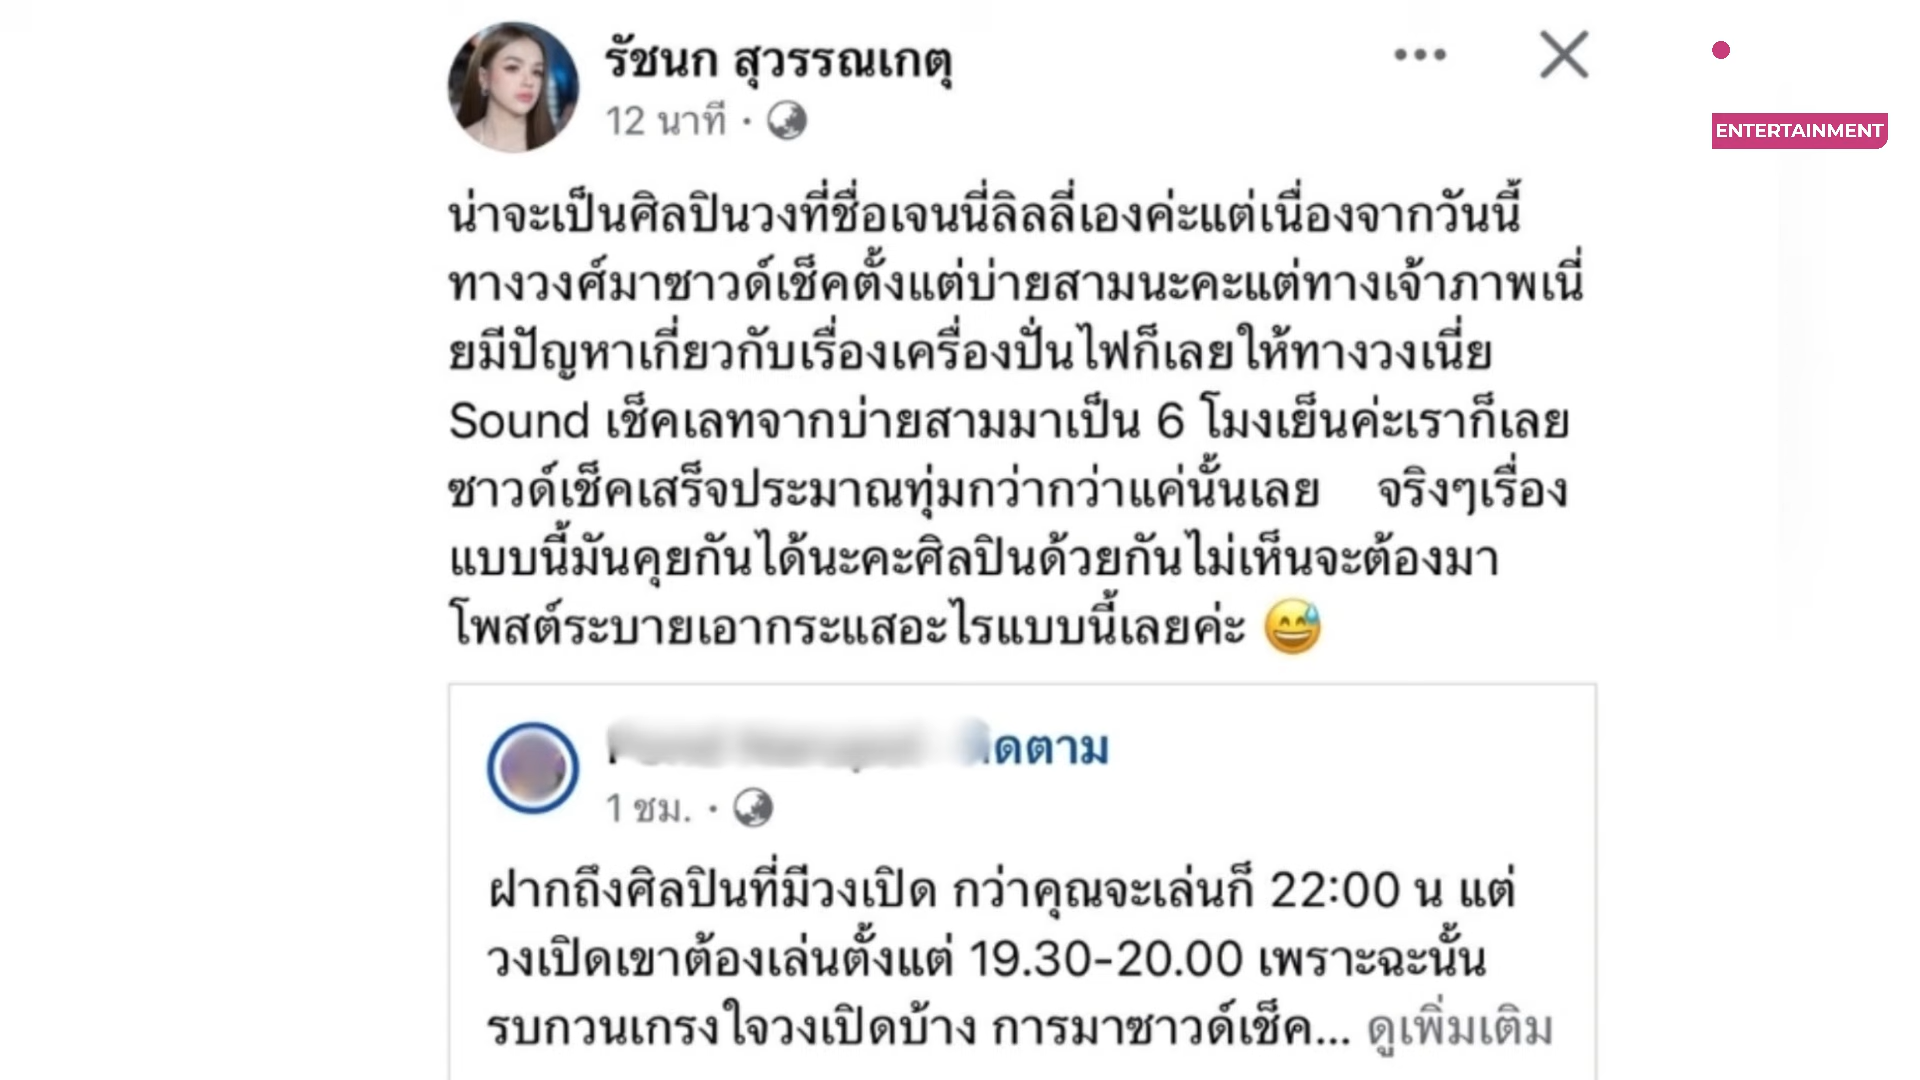 รัชนก สุวรรณเกตุ
12 นาที ·
ENTERTAINMENT
น่าจะเป็นศิลปินวงที่ชื่อเจนนี่ลิลลี่เองค่ะแต่เนื่องจากวันนี้
ทางวงศ์มาซาวด์เช็คตั้งแต่บ่ายสามนะคะแต่ทางเจ้าภาพเนี่
ยมีปัญหาเกี่ยวกับเรื่องเครื่องปั่นไฟก็เลยให้ทางวงเนี่ย
Sound เช็คเลทจากบ่ายสามมาเป็น 6 โมงเย็นค่ะเราก็เลย
ซาวด์เช็คเสร็จประมาณทุ่มกว่ากว่าแค่นั้นเลย จริงๆเรื่อง
แบบนี้มันคุยกันได้นะคะศิลปินด้วยกันไม่เห็นจะต้องมา
โพสต์ระบายเอากระแสอะไรแบบนี้เลยค่ะ 😅
ติดตาม
1 ชม. ·
ฝากถึงศิลปินที่มีวงเปิด กว่าคุณจะเล่นก็ 22:00 น แต่
วงเปิดเขาต้องเล่นตั้งแต่ 19.30-20.00 เพราะฉะนั้น
รบกวนเกรงใจวงเปิดบ้าง การมาซาวด์เช็ค... ดูเพิ่มเติม